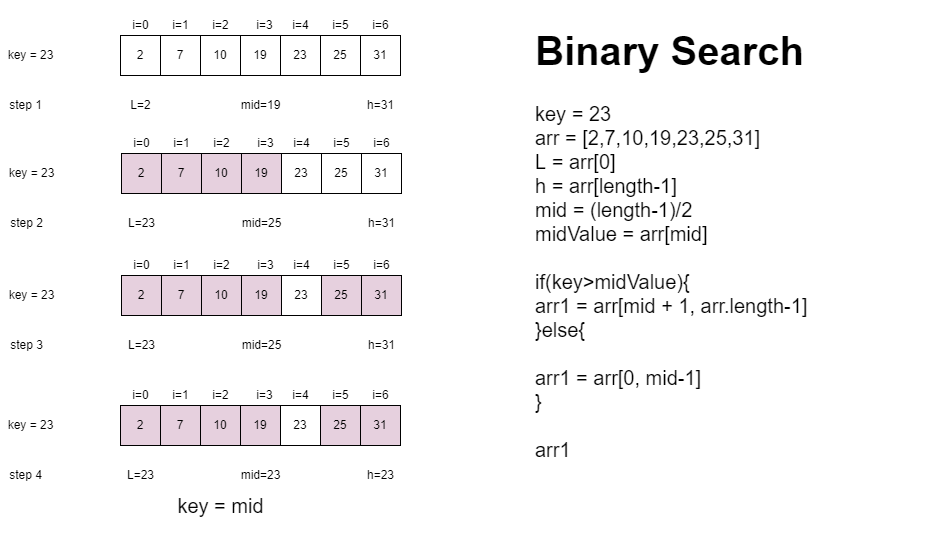 i=0 i=1 i=2 i=3 i=4 i=5 i=6
key = 23 2 7 10 19 23 25 31
step 1 L=2 mid=19 h=31
i=0 i=1 i=2 i=3 i=4 i=5 i=6
key = 23 2 7 10 19 23 25 31
step 2 L=23 mid=25 h=31
i=0 i=1 i=2 i=3 i=4 i=5 i=6
key = 23 2 7 10 19 23 25 31
step 3 L=23 mid=25 h=31
i=0 i=1 i=2 i=3 i=4 i=5 i=6
key = 23 2 7 10 19 23 25 31
step 4 L=23 mid=23 h=23
key = mid
Binary Search
key = 23
arr = [2,7,10,19,23,25,31]
L = arr[0]
h = arr[length-1]
mid = (length-1)/2
midValue = arr[mid]
if(key>midValue){
arr1 = arr[mid + 1, arr.length-1]
}else{
arr1 = arr[0, mid-1]
}
arr1